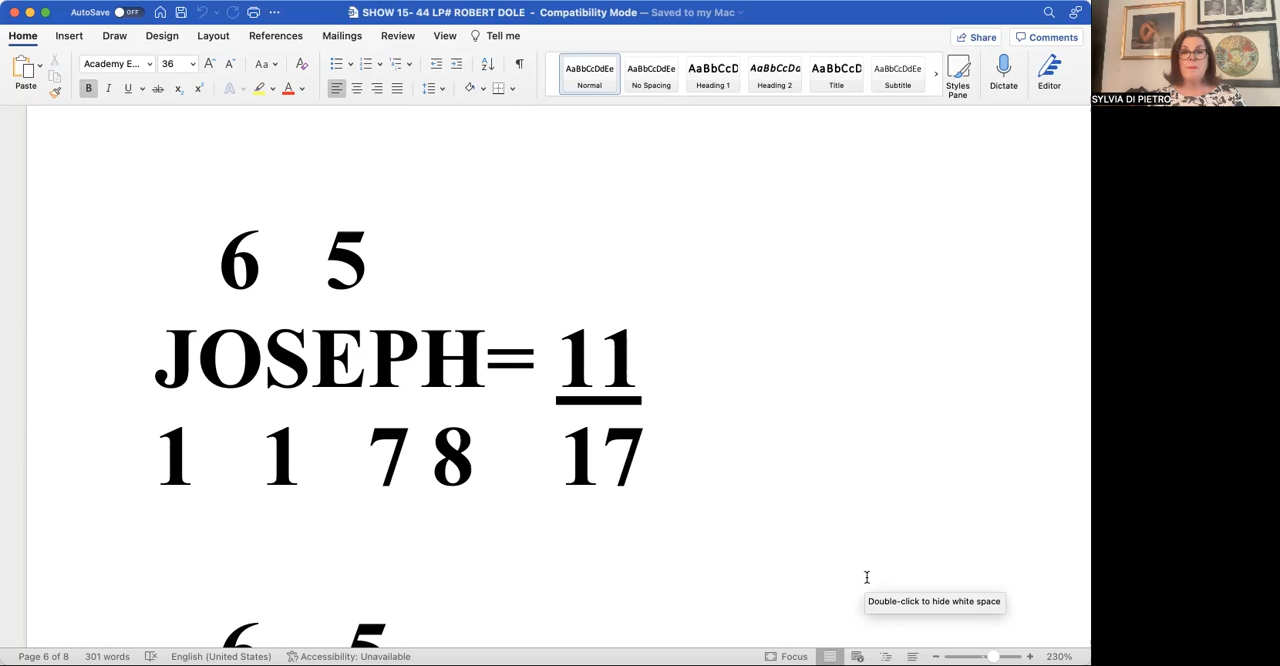 AutoSave OFF SHOW 15- 44 LP# ROBERT DOLE - Compatibility Mode — Saved to my Mac
Home Insert Draw Design Layout References Mailings Review View Tell me Share Comments
Paste Academy E... 36 Aa
AaBbCcDdEe AaBbCcDdEe AaBbCcD AaBbCcDd AaBbCcD AaBbCcDdEe
Normal No Spacing Heading 1 Heading 2 Title Subtitle Styles Pane Dictate Editor
SYLVIA DI PIETRO
6 5
JOSEPH= 11
1 1 7 8 17
Double-click to hide white space
6 5
Page 6 of 8 301 words English (United States) Accessibility: Unavailable Focus 230%